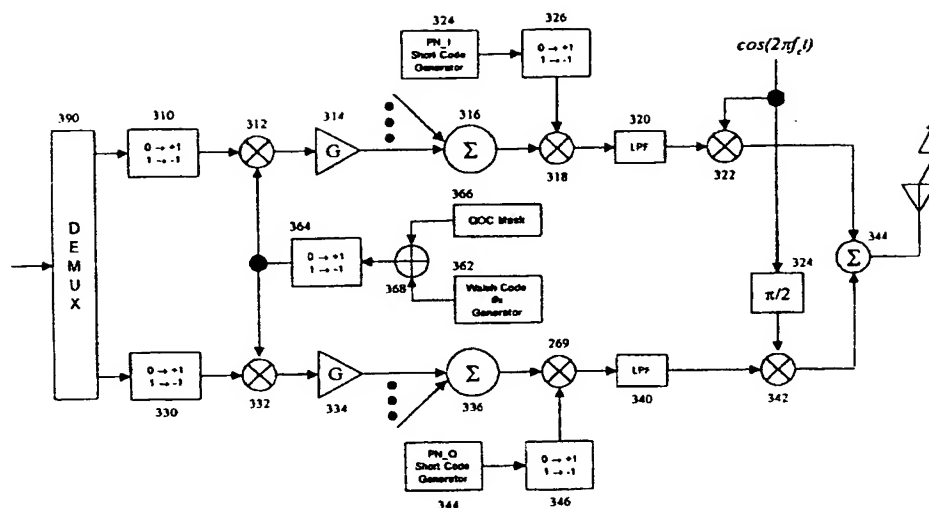 324
326
PN_I
Short Code
Generator
0 → +1
1 → -1
cos(2πf_c t)
390
310
312
314
316
320
0 → +1
1 → -1
G
Σ
LPF
318
322
D
E
M
U
X
366
QOC Mask
364
0 → +1
1 → -1
368
362
Walsh Code
Generator
344
Σ
324
π/2
269
0 → +1
1 → -1
G
Σ
LPF
330
332
334
336
340
342
PN_Q
Short Code
Generator
0 → +1
1 → -1
344
346